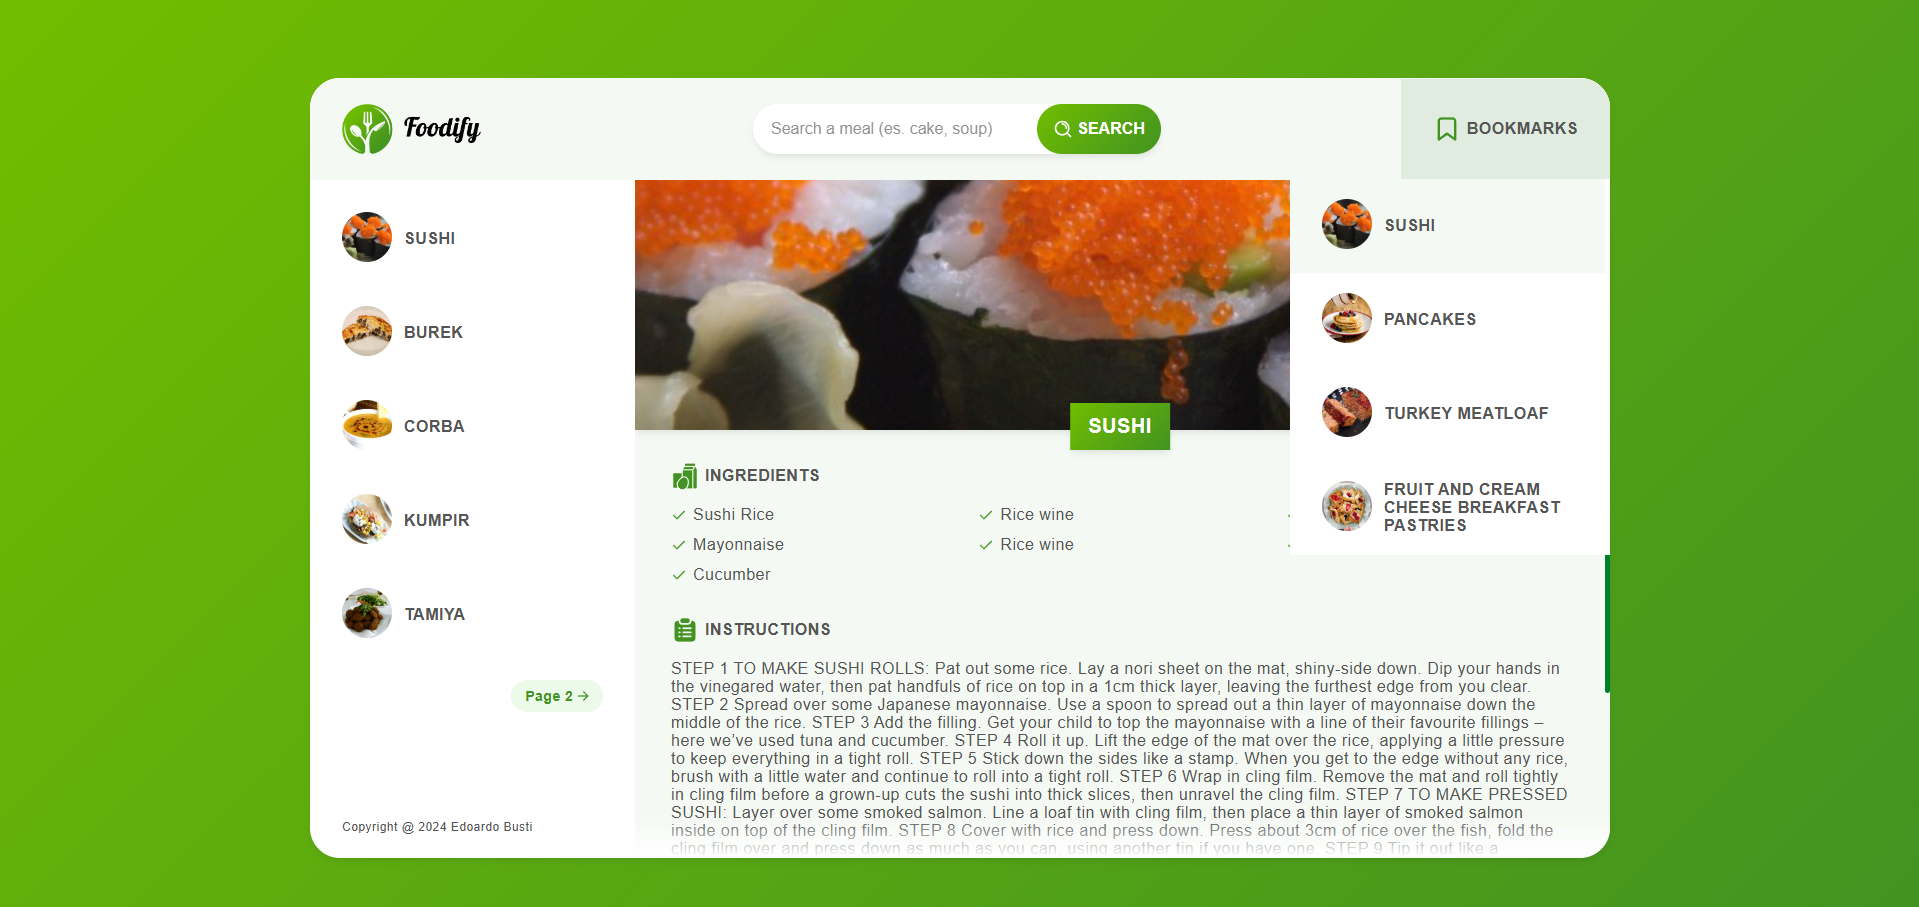 Foodify
Search a meal (es. cake, soup)
SEARCH
BOOKMARKS
SUSHI
BUREK
CORBA
KUMPIR
TAMIYA
Page 2 →
Copyright @ 2024 Edoardo Busti
SUSHI
INGREDIENTS
Sushi Rice
Rice wine
Mayonnaise
Rice wine
Cucumber
INSTRUCTIONS
STEP 1 TO MAKE SUSHI ROLLS: Pat out some rice. Lay a nori sheet on the mat, shiny-side down. Dip your hands in
the vinegared water, then pat handfuls of rice on top in a 1cm thick layer, leaving the furthest edge from you clear.
STEP 2 Spread over some Japanese mayonnaise. Use a spoon to spread out a thin layer of mayonnaise down the
middle of the rice. STEP 3 Add the filling. Get your child to top the mayonnaise with a line of their favourite fillings –
here we’ve used tuna and cucumber. STEP 4 Roll it up. Lift the edge of the mat over the rice, applying a little pressure
to keep everything in a tight roll. STEP 5 Stick down the sides like a stamp. When you get to the edge without any rice,
brush with a little water and continue to roll into a tight roll. STEP 6 Wrap in cling film. Remove the mat and roll tightly
in cling film before a grown-up cuts the sushi into thick slices, then unravel the cling film. STEP 7 TO MAKE PRESSED
SUSHI: Layer over some smoked salmon. Line a loaf tin with cling film, then place a thin layer of smoked salmon
inside on top of the cling film. STEP 8 Cover with rice and press down. Press about 3cm of rice over the fish, fold the
cling film over and press down as much as you can, using another tin if you have one. STEP 9 Tip it out like a
SUSHI
PANCAKES
TURKEY MEATLOAF
FRUIT AND CREAM
CHEESE BREAKFAST
PASTRIES